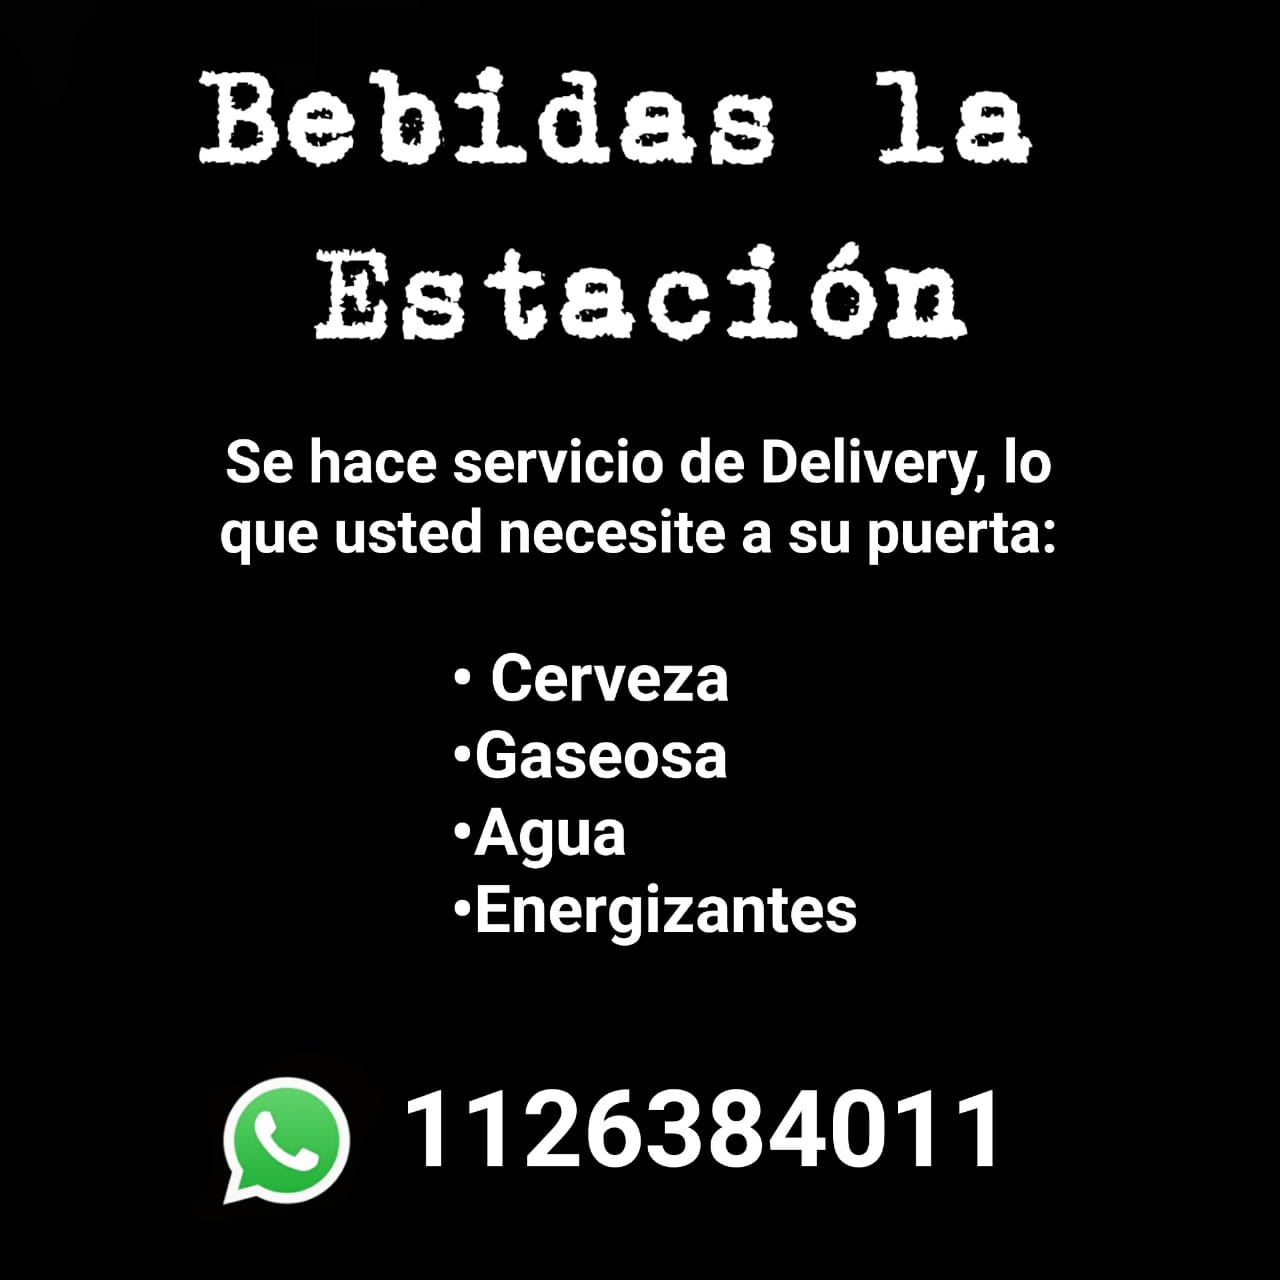 Bebidas la
Estación
Se hace servicio de Delivery, lo
que usted necesite a su puerta:
• Cerveza
•Gaseosa
•Agua
•Energizantes
1126384011